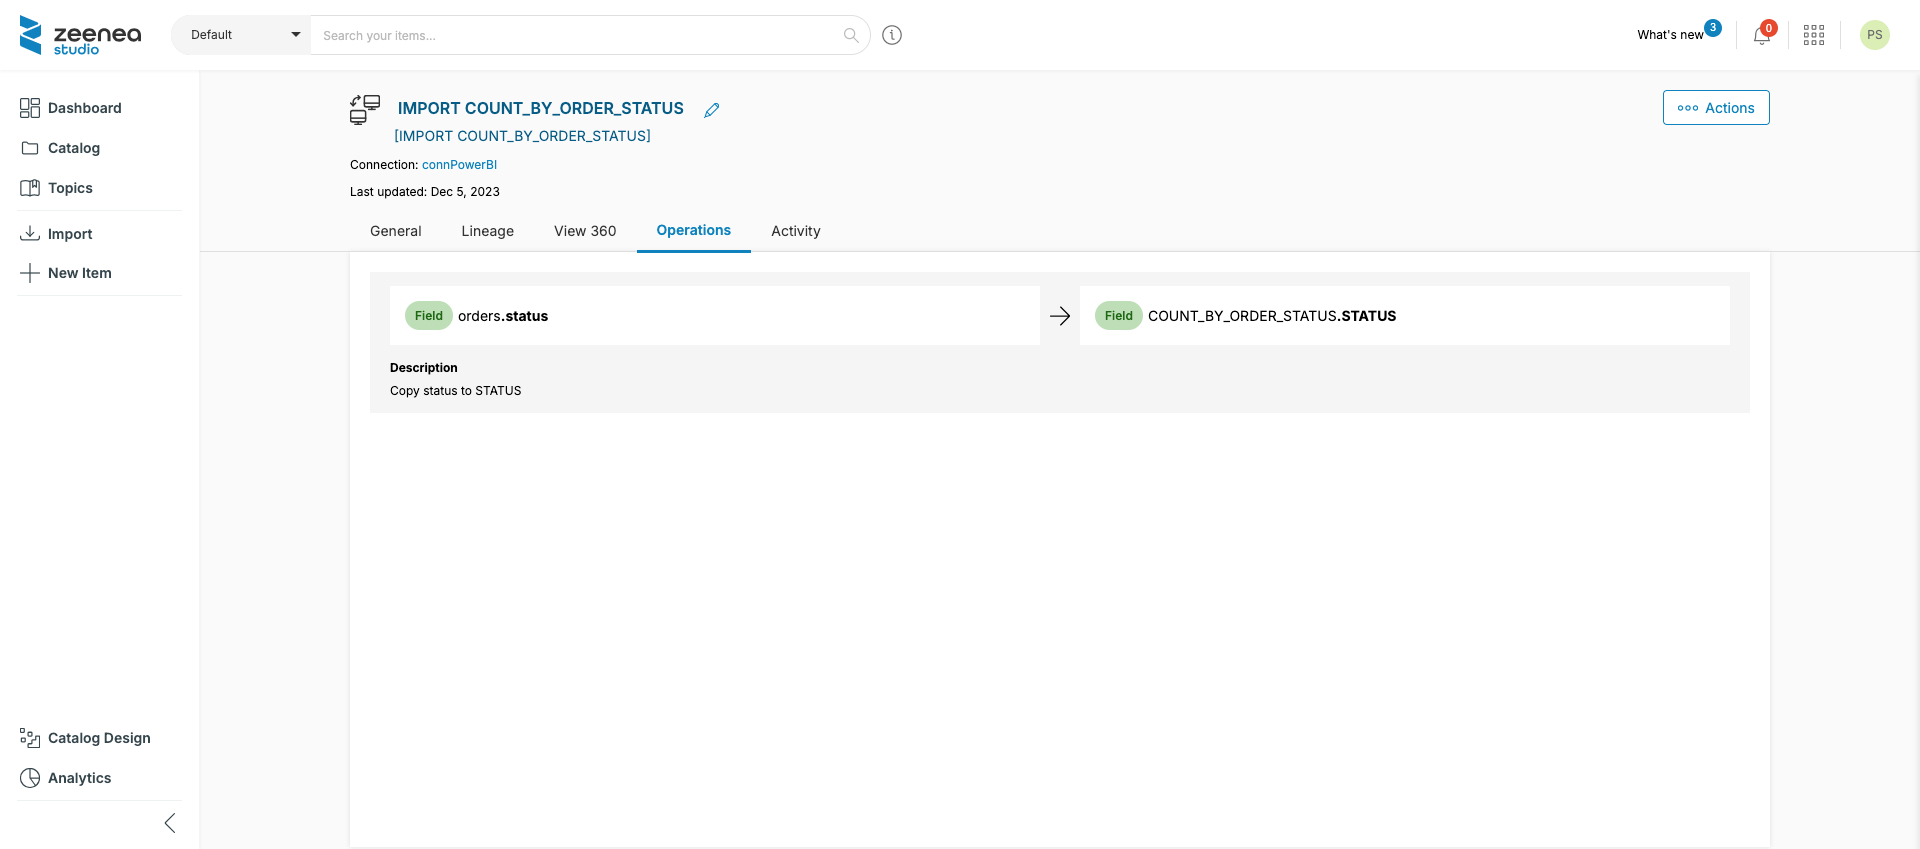 zeenea
studio
Default
Search your items...
What's new
3
0
PS
Dashboard
Catalog
Topics
Import
New Item
Catalog Design
Analytics
IMPORT COUNT_BY_ORDER_STATUS
[IMPORT COUNT_BY_ORDER_STATUS]
Connection: connPowerBI
Last updated: Dec 5, 2023
Actions
General Lineage View 360 Operations Activity
Field orders.status
Field COUNT_BY_ORDER_STATUS.STATUS
Description
Copy status to STATUS